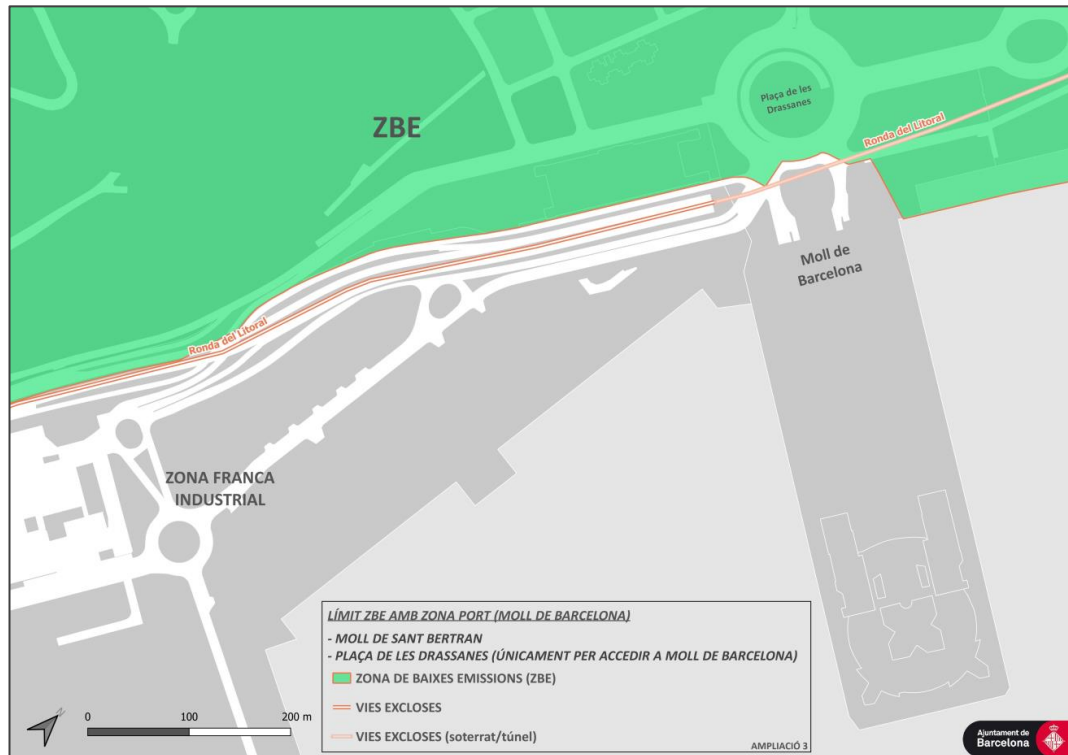 ZBE
Plaça de les
Drassanes
Ronda del Litoral
Moll de
Barcelona
Ronda del Litoral
ZONA FRANCA
INDUSTRIAL
LÍMIT ZBE AMB ZONA PORT (MOLL DE BARCELONA)
- MOLL DE SANT BERTRAN
- PLAÇA DE LES DRASSANES (ÚNICAMENT PER ACCEDIR A MOLL DE BARCELONA)
ZONA DE BAIXES EMISSIONS (ZBE)
VIES EXCLOSES
VIES EXCLOSES (soterrat/túnel)
AMPLIACIÓ 3
N
0 100 200 m
Ajuntament de
Barcelona